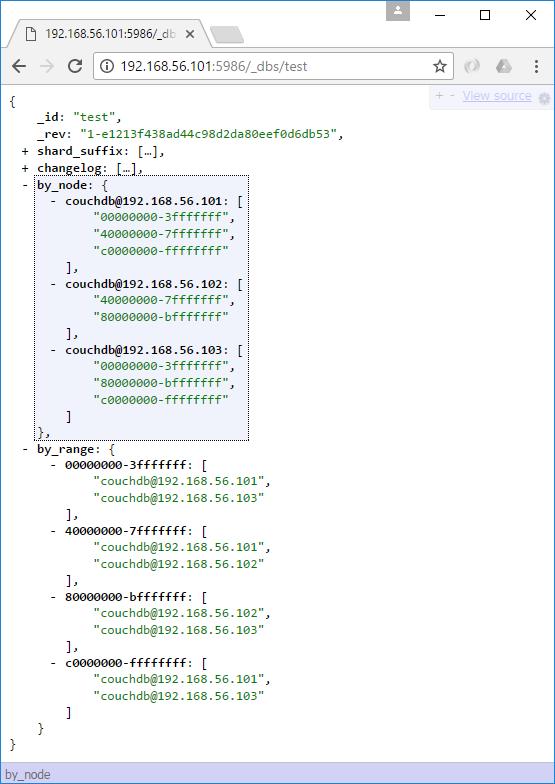 192.168.56.101:5986/_db
192.168.56.101:5986/_dbs/test
+ - View source
{
_id: "test",
_rev: "1-e1213f438ad44c98d2da80eef0d6db53",
+ shard_suffix: […],
+ changelog: […],
- by_node: {
- couchdb@192.168.56.101: [
"00000000-3fffffff",
"40000000-7fffffff",
"c0000000-ffffffff"
],
- couchdb@192.168.56.102: [
"40000000-7fffffff",
"80000000-bfffffff"
],
- couchdb@192.168.56.103: [
"00000000-3fffffff",
"80000000-bfffffff",
"c0000000-ffffffff"
]
},
- by_range: {
- 00000000-3fffffff: [
"couchdb@192.168.56.101",
"couchdb@192.168.56.103"
],
- 40000000-7fffffff: [
"couchdb@192.168.56.101",
"couchdb@192.168.56.102"
],
- 80000000-bfffffff: [
"couchdb@192.168.56.102",
"couchdb@192.168.56.103"
],
- c0000000-ffffffff: [
"couchdb@192.168.56.101",
"couchdb@192.168.56.103"
]
}
}
by_node